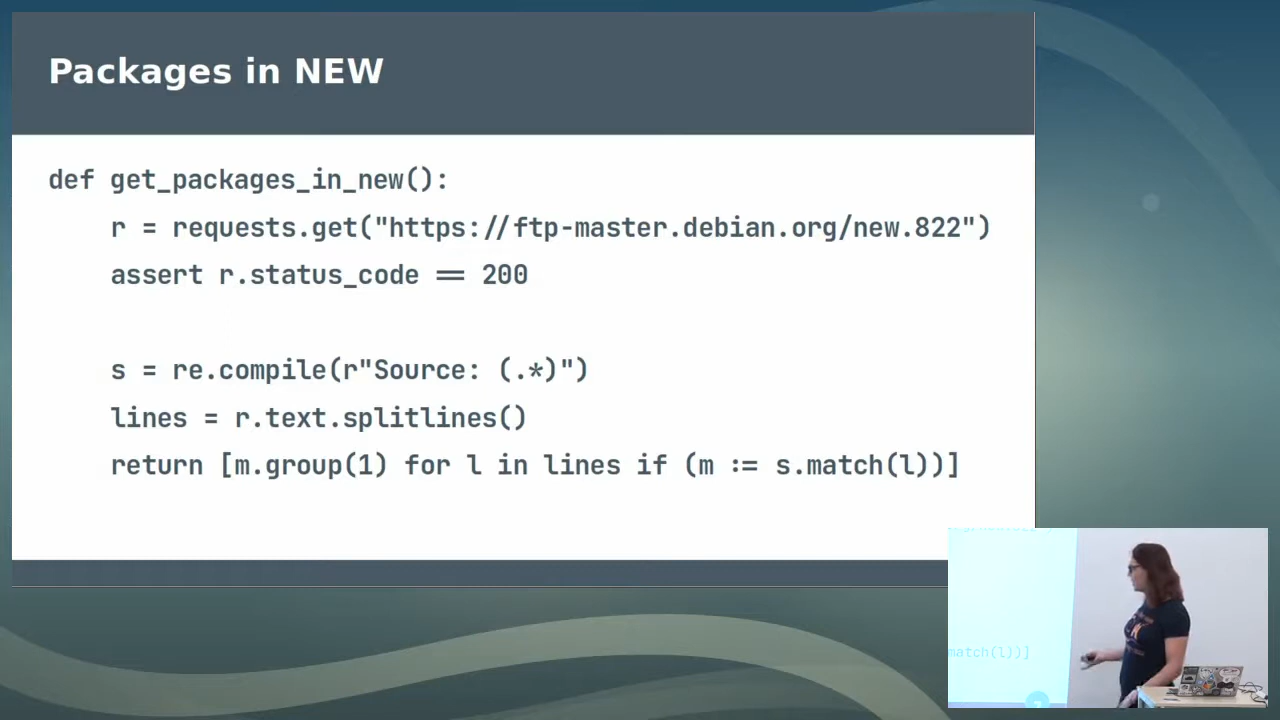 Packages in NEW
def get_packages_in_new():
    r = requests.get("https://ftp-master.debian.org/new.822")
    assert r.status_code == 200
    s = re.compile(r"Source: (.*)")
    lines = r.text.splitlines()
    return [m.group(1) for l in lines if (m := s.match(l))]
match(l))]